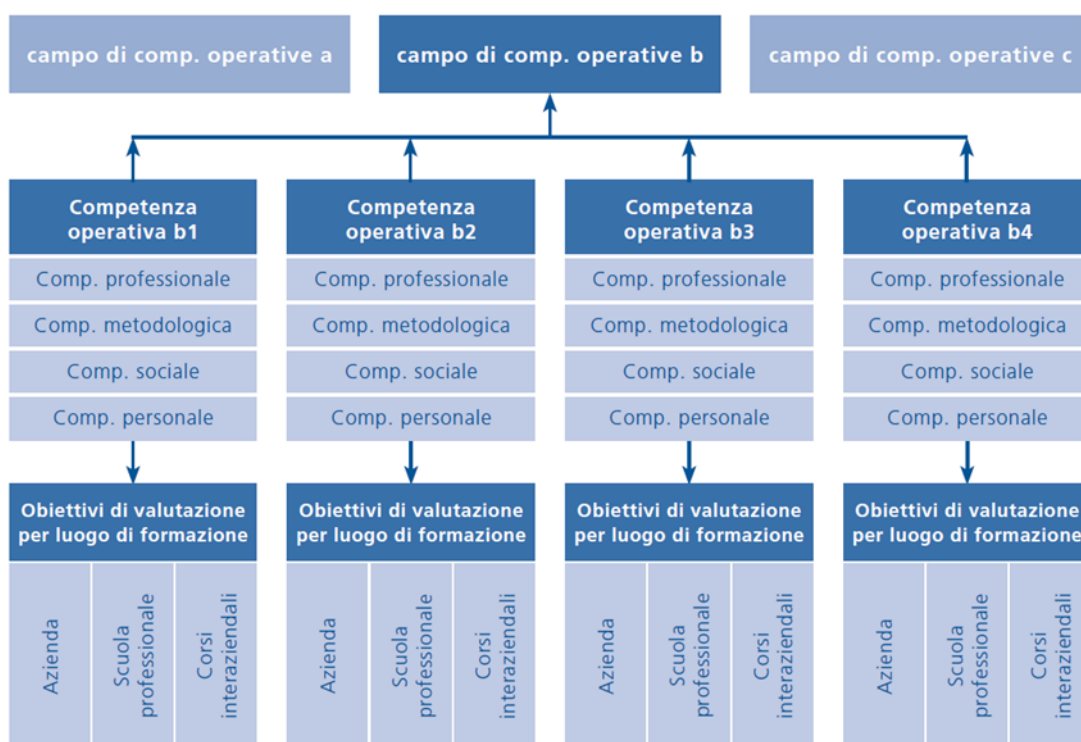 campo di comp. operative a
campo di comp. operative b
campo di comp. operative c
Competenza
operativa b1
Comp. professionale
Comp. metodologica
Comp. sociale
Comp. personale
Obiettivi di valutazione
per luogo di formazione
Azienda
Scuola
professionale
Corsi
interaziendali
Competenza
operativa b2
Comp. professionale
Comp. metodologica
Comp. sociale
Comp. personale
Obiettivi di valutazione
per luogo di formazione
Azienda
Scuola
professionale
Corsi
interaziendali
Competenza
operativa b3
Comp. professionale
Comp. metodologica
Comp. sociale
Comp. personale
Obiettivi di valutazione
per luogo di formazione
Azienda
Scuola
professionale
Corsi
interaziendali
Competenza
operativa b4
Comp. professionale
Comp. metodologica
Comp. sociale
Comp. personale
Obiettivi di valutazione
per luogo di formazione
Azienda
Scuola
professionale
Corsi
interaziendali